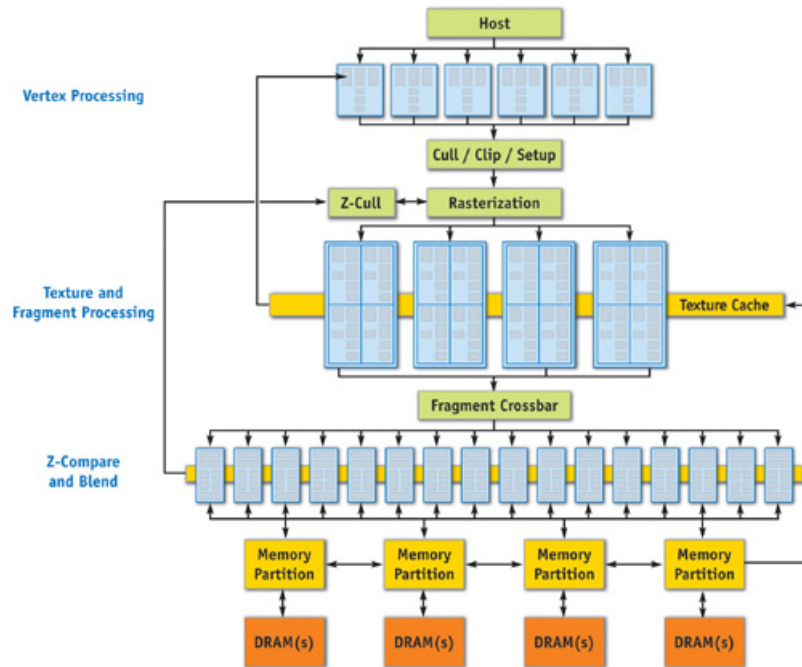 Host
Vertex Processing
Cull / Clip / Setup
Z-Cull
Rasterization
Texture and
Fragment Processing
Texture Cache
Fragment Crossbar
Z-Compare
and Blend
Memory
Partition
Memory
Partition
Memory
Partition
Memory
Partition
DRAM(s)
DRAM(s)
DRAM(s)
DRAM(s)